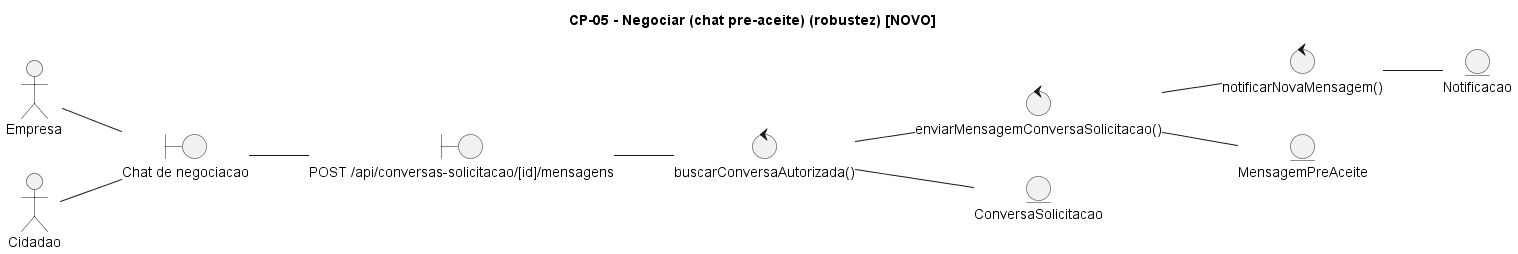 CP-05 - Negociar (chat pre-aceite) (robustez) [NOVO]
Empresa
Cidadao
Chat de negociacao
POST /api/conversas-solicitacao/[id]/mensagens
buscarConversaAutorizada()
enviarMensagemConversaSolicitacao()
ConversaSolicitacao
notificarNovaMensagem()
MensagemPreAceite
Notificacao